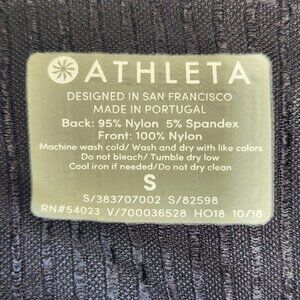 ATHLETA
DESIGNED IN SAN FRANCISCO
MADE IN PORTUGAL
Back: 95% Nylon 5% Spandex
Front: 100% Nylon
Machine wash cold/ Wash and dry with like colors
Do not bleach/ Tumble dry low
Cool iron if needed/Do not dry clean
S
S/383707002 S/82598
RN#54023 V/700036528 HO18 10/18